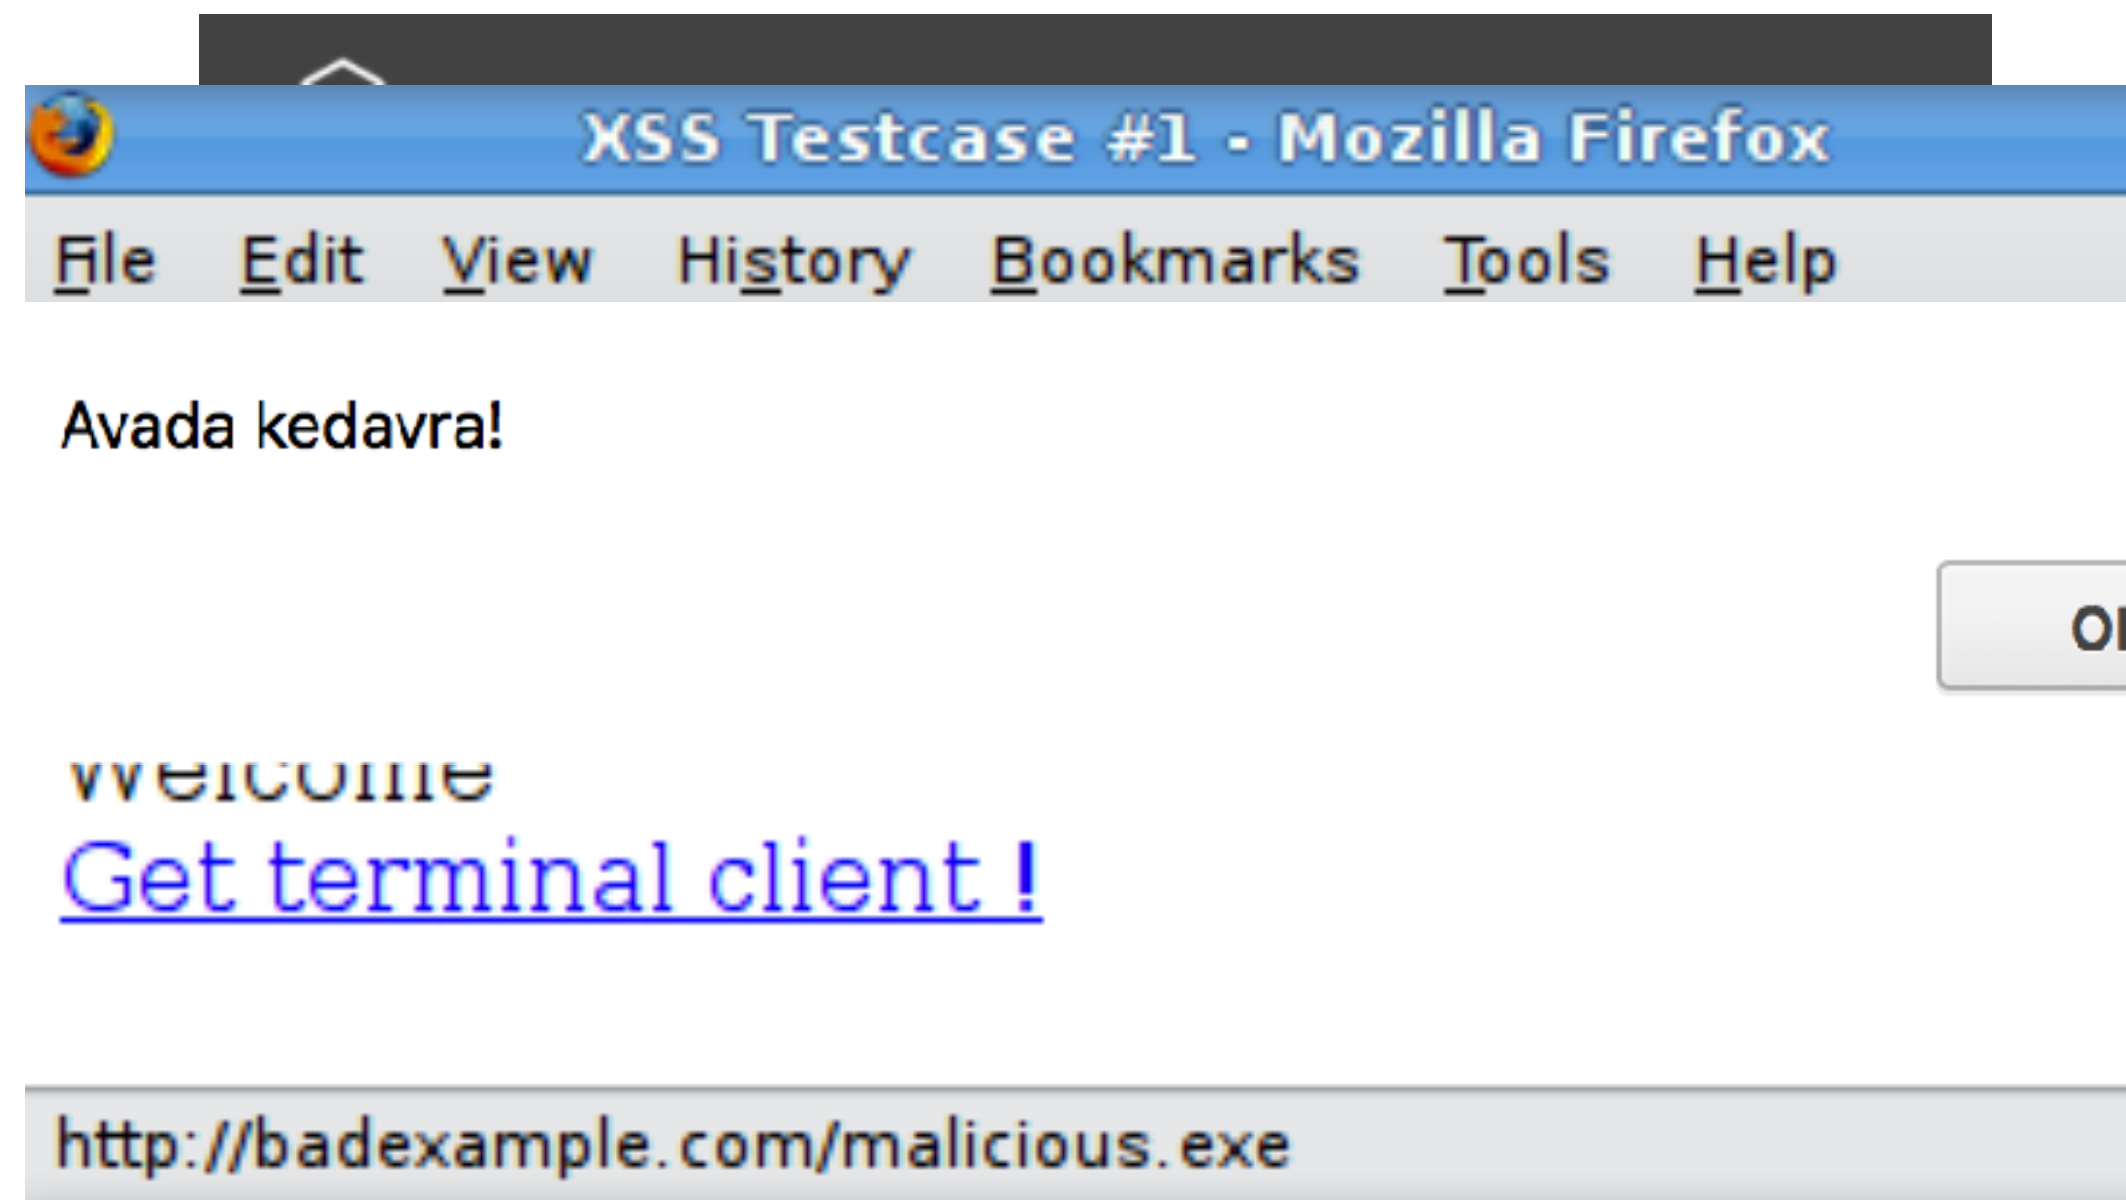 XSS Testcase #1 - Mozilla Firefox
File Edit View History Bookmarks Tools Help
Avada kedavra!
Welcome
Get terminal client !
http://badexample.com/malicious.exe